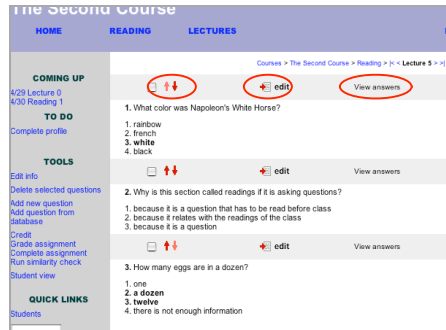 The Second Course
HOME READING LECTURES
Courses > The Second Course > Reading > |< < Lecture 5 > >|
COMING UP
4/29 Lecture 0
4/30 Reading 1
TO DO
Complete profile
TOOLS
Edit info
Delete selected questions
Add new question
Add question from
database
Credit
Grade assignment
Complete assignment
Run similarity check
Student view
QUICK LINKS
Students
edit View answers
1. What color was Napoleon's White Horse?
1. rainbow
2. french
3. white
4. black
edit View answers
2. Why is this section called readings if it is asking questions?
1. because it is a question that has to be read before class
2. because it relates with the readings of the class
3. because it is a question
edit View answers
3. How many eggs are in a dozen?
1. one
2. a dozen
3. twelve
4. there is not enough information